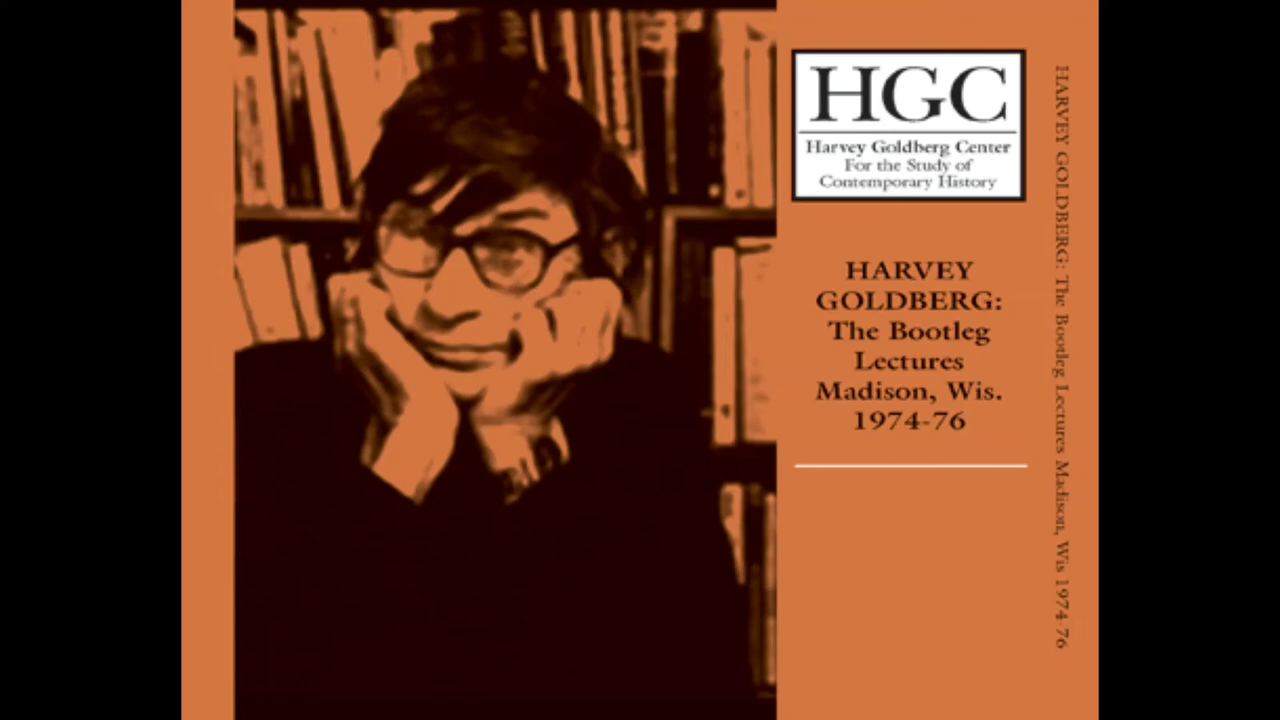 HGC
Harvey Goldberg Center
For the Study of
Contemporary History
HARVEY
GOLDBERG:
The Bootleg
Lectures
Madison, Wis.
1974-76
HARVEY GOLDBERG: The Bootleg Lectures Madison, Wis 1974-76